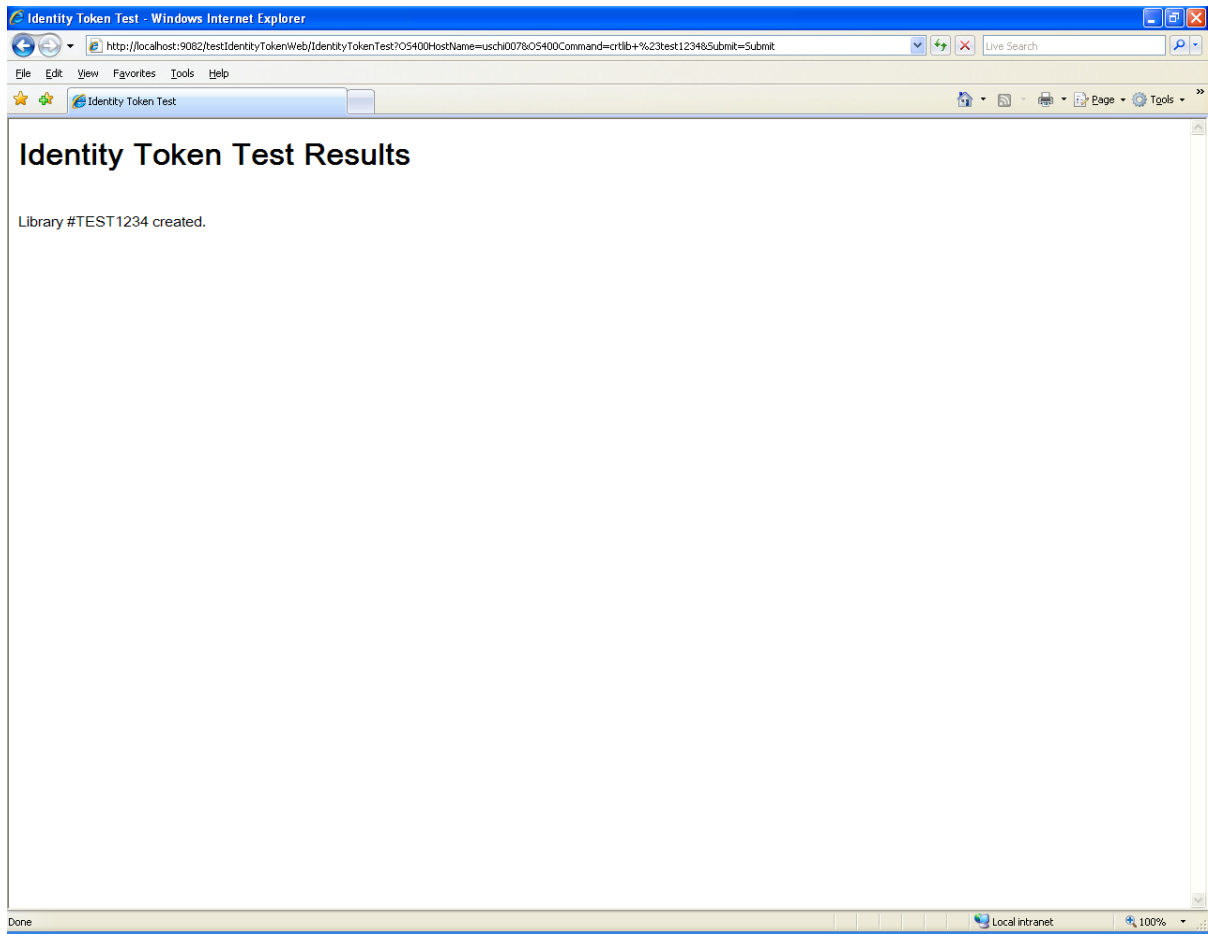 Identity Token Test - Windows Internet Explorer
http://localhost:9082/testIdentityTokenWeb/IdentityTokenTest?OS400HostName=uschi007&OS400Command=crtlib+%23test1234&Submit=Submit
Live Search
File Edit View Favorites Tools Help
Identity Token Test
Page Tools »
Identity Token Test Results
Library #TEST1234 created.
Done
Local intranet
100%